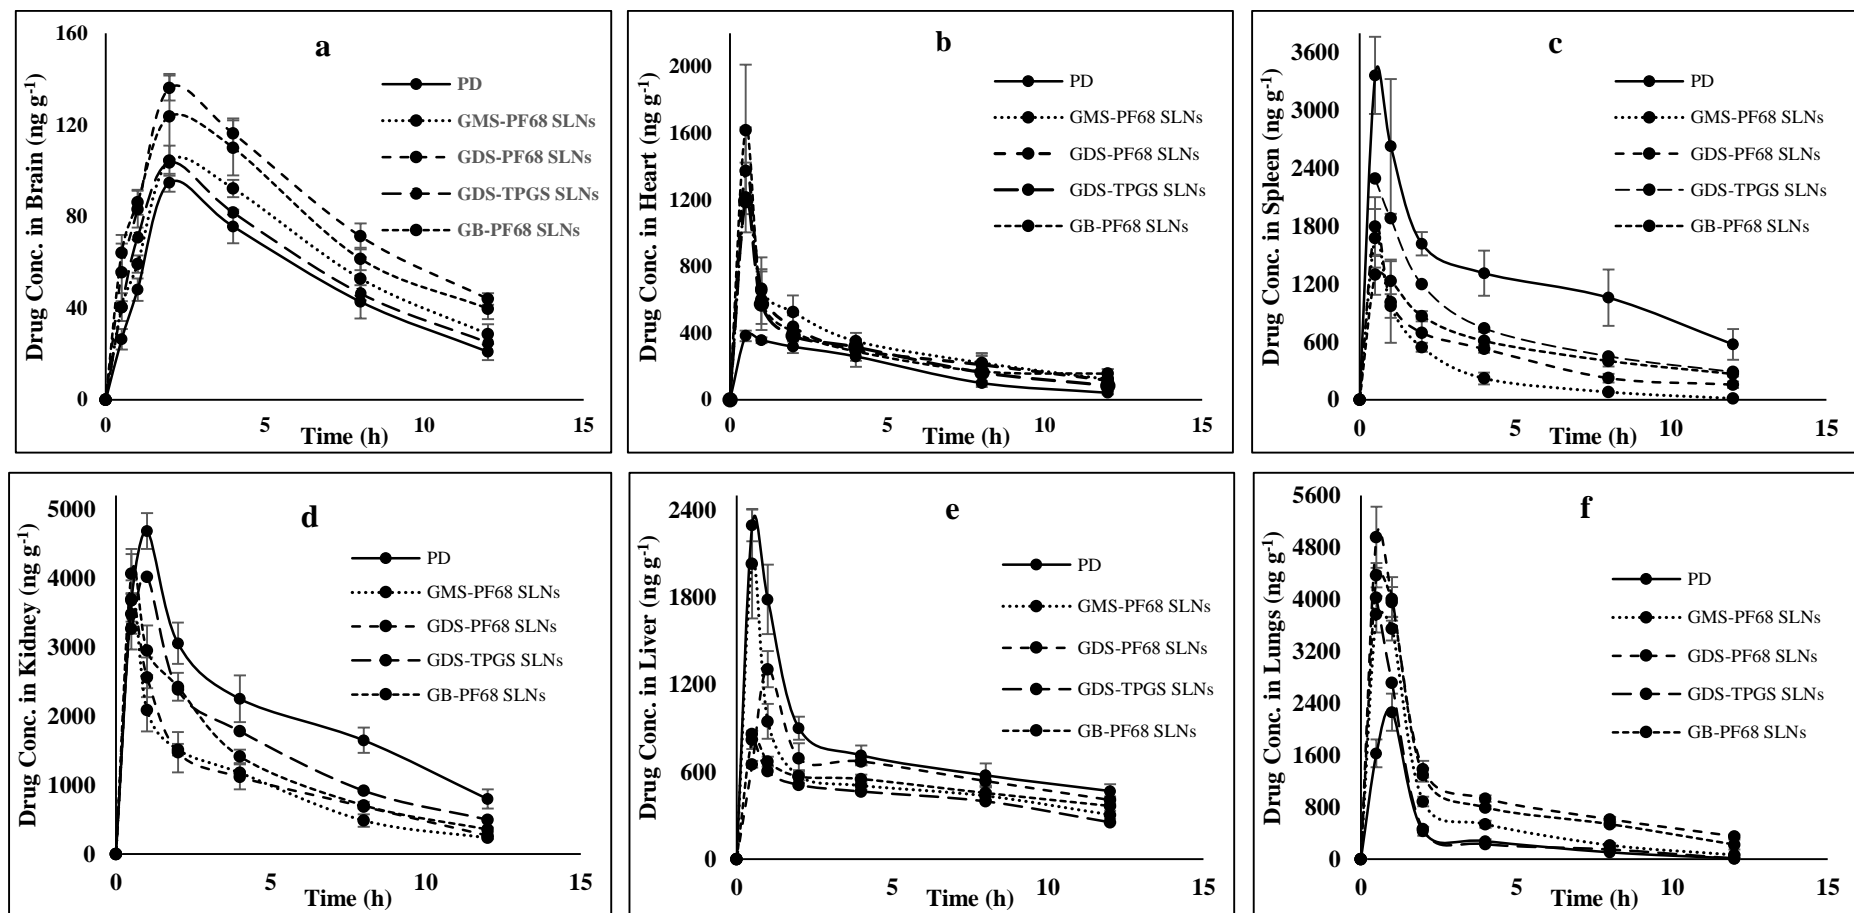 a
Drug Conc. in Brain (ng g-1)
160
120
80
40
0
0
5
10
15
Time (h)
PD
GMS-PF68 SLNs
GDS-PF68 SLNs
GDS-TPGS SLNs
GB-PF68 SLNs
b
Drug Conc. in Heart (ng g-1)
2000
1600
1200
800
400
0
0
5
10
15
Time (h)
PD
GMS-PF68 SLNs
GDS-PF68 SLNs
GDS-TPGS SLNs
GB-PF68 SLNs
c
Drug Conc. in Spleen (ng g-1)
3600
3000
2400
1800
1200
600
0
0
5
10
15
Time (h)
PD
GMS-PF68 SLNs
GDS-PF68 SLNs
GDS-TPGS SLNs
GB-PF68 SLNs
d
Drug Conc. in Kidney (ng g-1)
5000
4000
3000
2000
1000
0
0
5
10
15
Time (h)
PD
GMS-PF68 SLNs
GDS-PF68 SLNs
GDS-TPGS SLNs
GB-PF68 SLNs
e
Drug Conc. in Liver (ng g-1)
2400
1800
1200
600
0
0
5
10
15
Time (h)
PD
GMS-PF68 SLNs
GDS-PF68 SLNs
GDS-TPGS SLNs
GB-PF68 SLNs
f
Drug Conc. in Lungs (ng g-1)
5600
4800
4000
3200
2400
1600
800
0
0
5
10
15
Time (h)
PD
GMS-PF68 SLNs
GDS-PF68 SLNs
GDS-TPGS SLNs
GB-PF68 SLNs